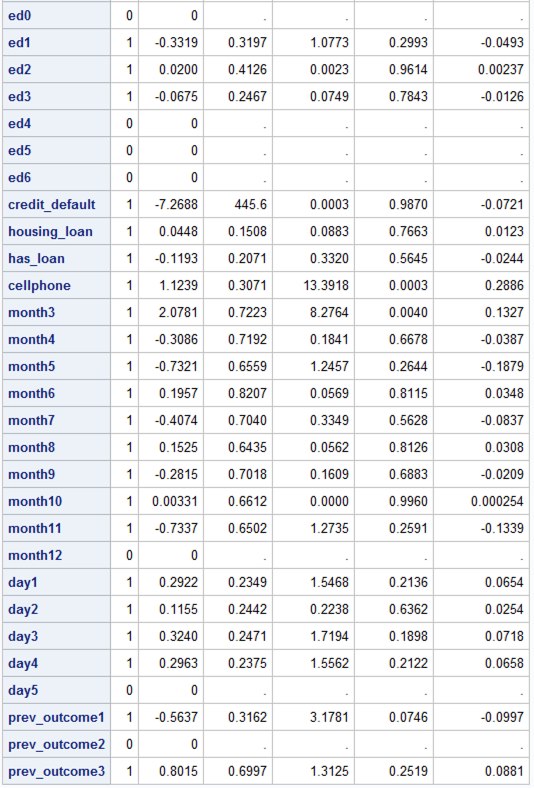 ed0 0 0 . . . .
ed1 1 -0.3319 0.3197 1.0773 0.2993 -0.0493
ed2 1 0.0200 0.4126 0.0023 0.9614 0.00237
ed3 1 -0.0675 0.2467 0.0749 0.7843 -0.0126
ed4 0 0 . . . .
ed5 0 0 . . . .
ed6 0 0 . . . .
credit_default 1 -7.2688 445.6 0.0003 0.9870 -0.0721
housing_loan 1 0.0448 0.1508 0.0883 0.7663 0.0123
has_loan 1 -0.1193 0.2071 0.3320 0.5645 -0.0244
cellphone 1 1.1239 0.3071 13.3918 0.0003 0.2886
month3 1 2.0781 0.7223 8.2764 0.0040 0.1327
month4 1 -0.3086 0.7192 0.1841 0.6678 -0.0387
month5 1 -0.7321 0.6559 1.2457 0.2644 -0.1879
month6 1 0.1957 0.8207 0.0569 0.8115 0.0348
month7 1 -0.4074 0.7040 0.3349 0.5628 -0.0837
month8 1 0.1525 0.6435 0.0562 0.8126 0.0308
month9 1 -0.2815 0.7018 0.1609 0.6883 -0.0209
month10 1 0.00331 0.6612 0.0000 0.9960 0.000254
month11 1 -0.7337 0.6502 1.2735 0.2591 -0.1339
month12 0 0 . . . .
day1 1 0.2922 0.2349 1.5468 0.2136 0.0654
day2 1 0.1155 0.2442 0.2238 0.6362 0.0254
day3 1 0.3240 0.2471 1.7194 0.1898 0.0718
day4 1 0.2963 0.2375 1.5562 0.2122 0.0658
day5 0 0 . . . .
prev_outcome1 1 -0.5637 0.3162 3.1781 0.0746 -0.0997
prev_outcome2 0 0 . . . .
prev_outcome3 1 0.8015 0.6997 1.3125 0.2519 0.0881